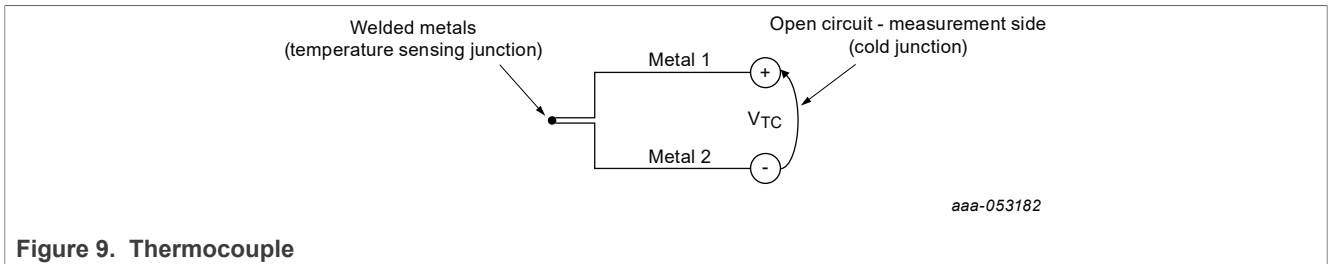 Welded metals
(temperature sensing junction)
Open circuit - measurement side
(cold junction)
Metal 1
+
VTC
Metal 2
-
aaa-053182
Figure 9. Thermocouple